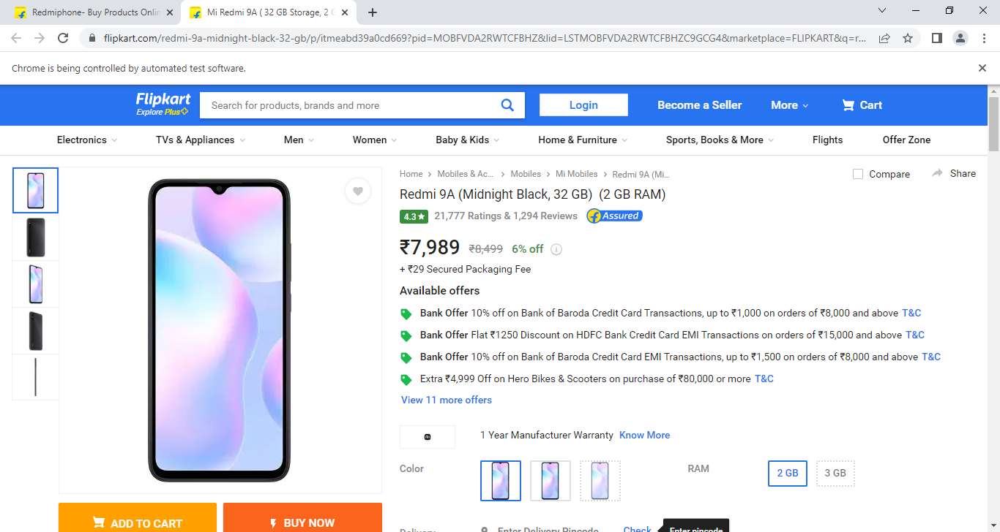 Redmiphone- Buy Products Onlin
Mi Redmi 9A ( 32 GB Storage, 2 G
flipkart.com/redmi-9a-midnight-black-32-gb/p/itmeabd39a0cd669?pid=MOBFVDA2RWTCFBHZ&lid=LSTMOBFVDA2RWTCFBHZC9GCG4&marketplace=FLIPKART&q=r...
Chrome is being controlled by automated test software.
Flipkart
Explore Plus
Search for products, brands and more
Login
Become a Seller
More
Cart
Electronics
TVs & Appliances
Men
Women
Baby & Kids
Home & Furniture
Sports, Books & More
Flights
Offer Zone
Home
Mobiles & Ac...
Mobiles
Mi Mobiles
Redmi 9A (Mi...
Compare
Share
Redmi 9A (Midnight Black, 32 GB) (2 GB RAM)
4.3★ 21,777 Ratings & 1,294 Reviews Assured
₹7,989 ₹8,499 6% off
+ ₹29 Secured Packaging Fee
Available offers
Bank Offer 10% off on Bank of Baroda Credit Card Transactions, up to ₹1,000 on orders of ₹8,000 and above T&C
Bank Offer Flat ₹1250 Discount on HDFC Bank Credit Card EMI Transactions on orders of ₹15,000 and above T&C
Bank Offer 10% off on Bank of Baroda Credit Card EMI Transactions, up to ₹1,500 on orders of ₹8,000 and above T&C
Extra ₹4,999 Off on Hero Bikes & Scooters on purchase of ₹80,000 or more T&C
View 11 more offers
1 Year Manufacturer Warranty Know More
Color
RAM
2 GB
3 GB
ADD TO CART
BUY NOW
Delivery
Enter Delivery Pincode
Check
Enter pincode